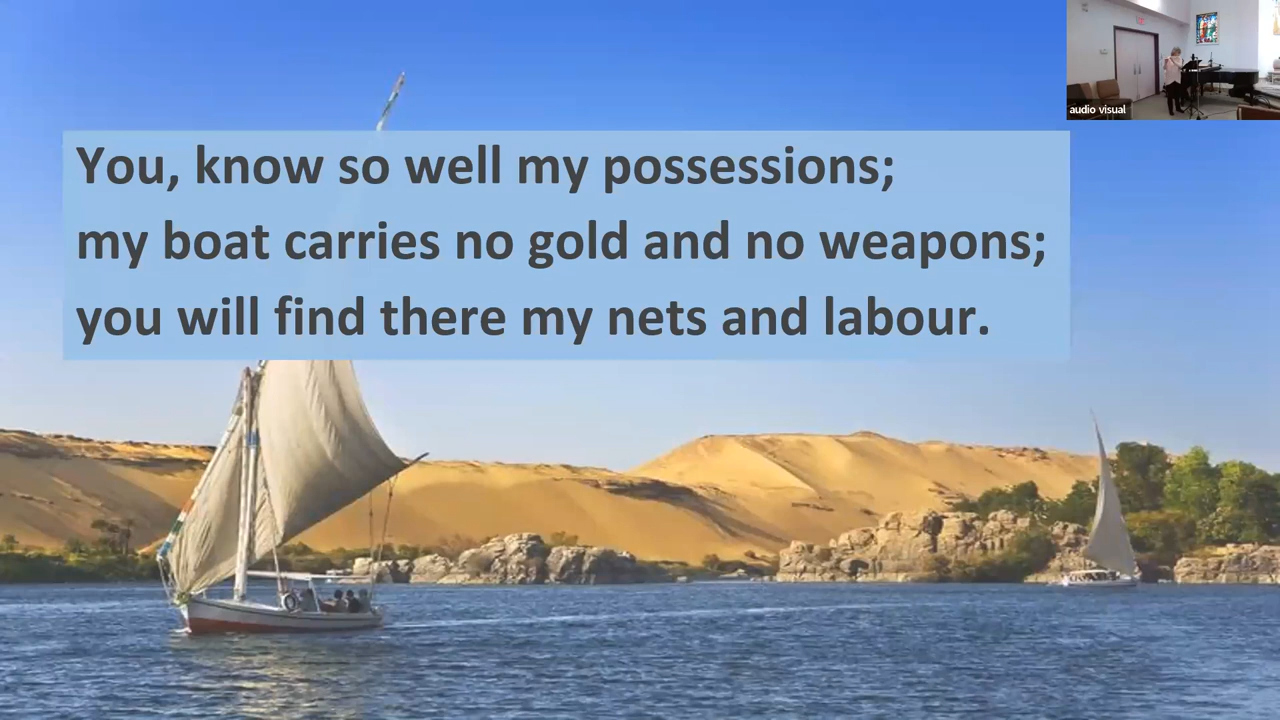 You, know so well my possessions;
my boat carries no gold and no weapons;
you will find there my nets and labour.
audio visual